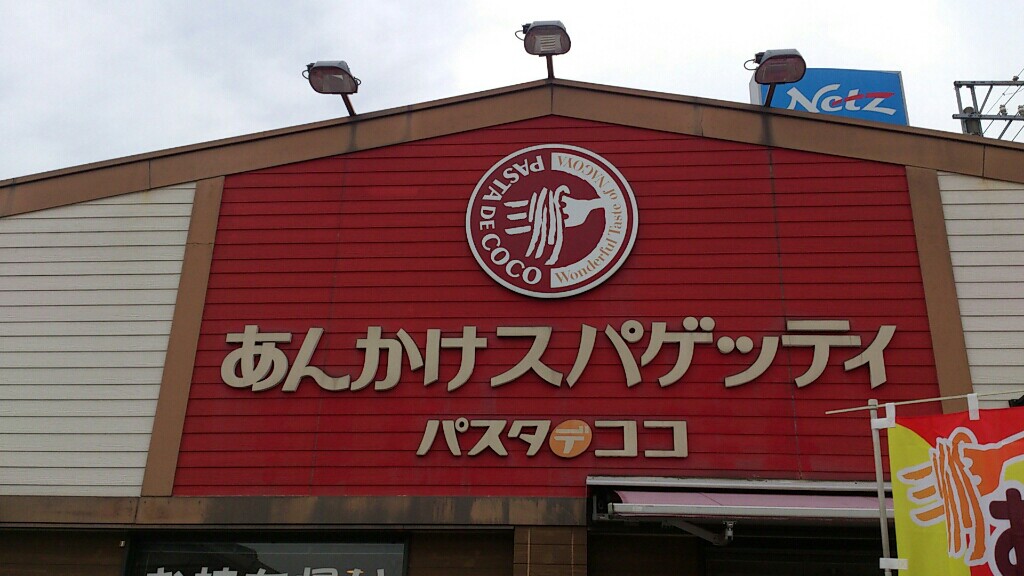 Netz
PASTA DE COCO
Wonderful Taste of NAGOYA
あんかけスパゲッティ
パスタデココ
あ